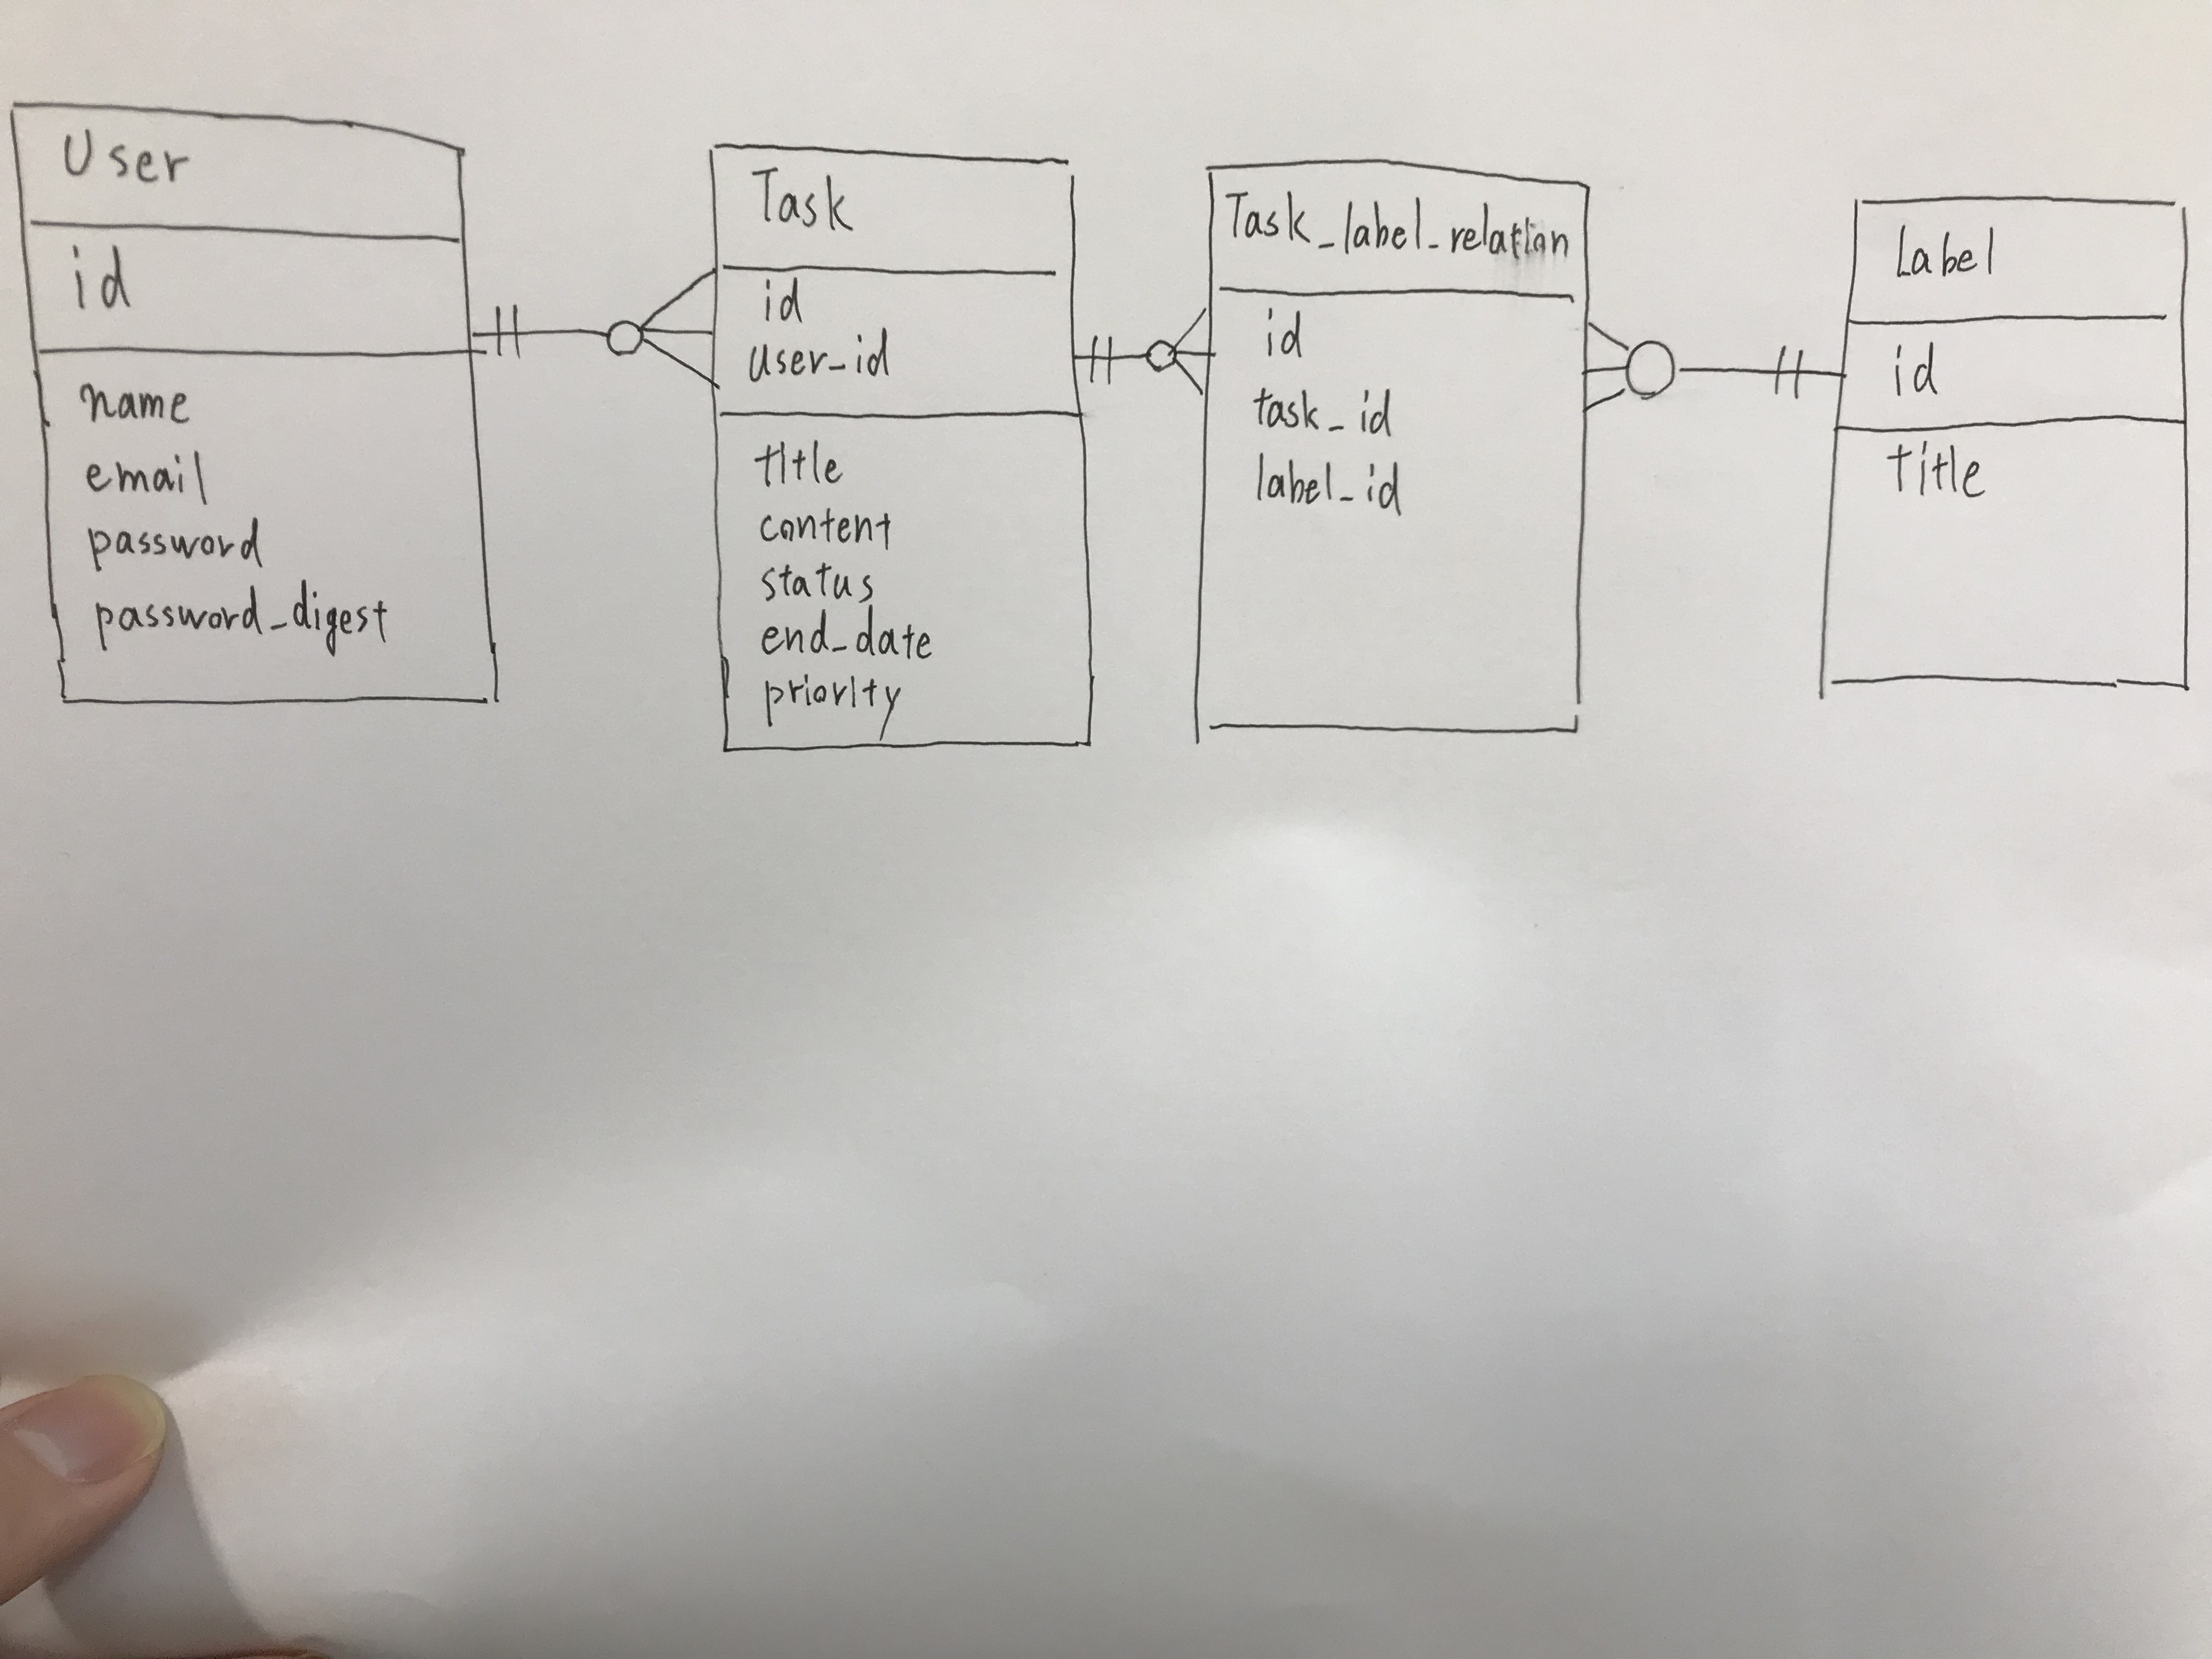 User
id
name
email
password
password_digest
Task
id
user_id
title
content
status
end_date
priority
Task_label_relation
id
task_id
label_id
Label
id
title